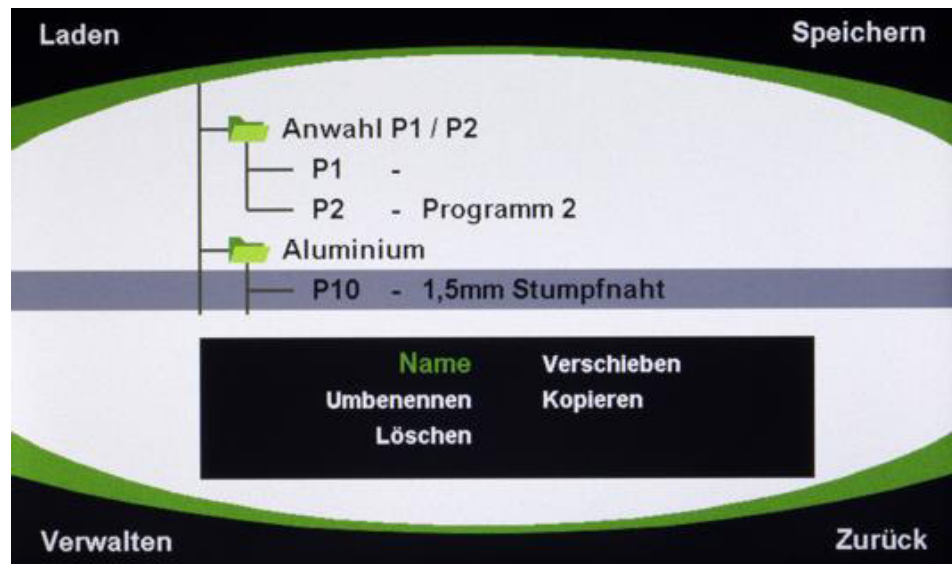 Laden Speichern
Anwahl P1 / P2
P1 -
P2 - Programm 2
Aluminium
P10 - 1,5mm Stumpfnaht
Name Verschieben
Umbenennen Kopieren
Löschen
Verwalten Zurück